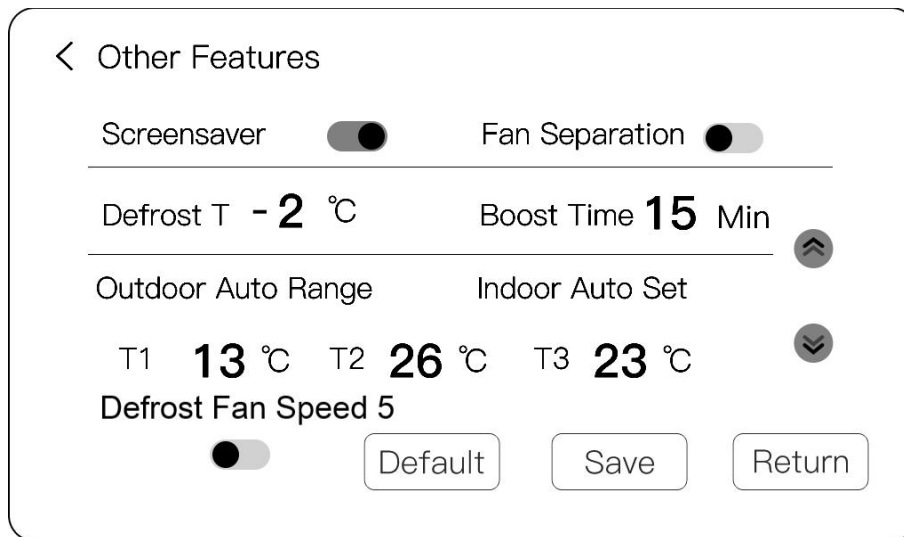 Other Features
Screensaver Fan Separation
Defrost T -2 ℃ Boost Time 15 Min
Outdoor Auto Range Indoor Auto Set
T1 13 ℃ T2 26 ℃ T3 23 ℃
Defrost Fan Speed 5
Default Save Return